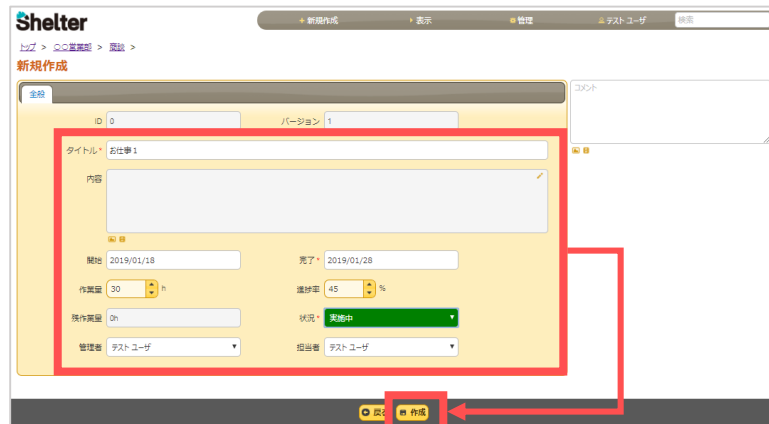 Shelter
+ 新規作成
表示
管理
テスト ユーザ
検索
トップ > 〇〇営業部 > 商談 >
新規作成
全般
コメント
ID 0
バージョン 1
タイトル* お仕事1
内容
開始 2019/01/18
完了* 2019/01/28
作業量 30 h
進捗率 45 %
残作業量 0h
状況* 実施中
管理者 テスト ユーザ
担当者 テスト ユーザ
作成